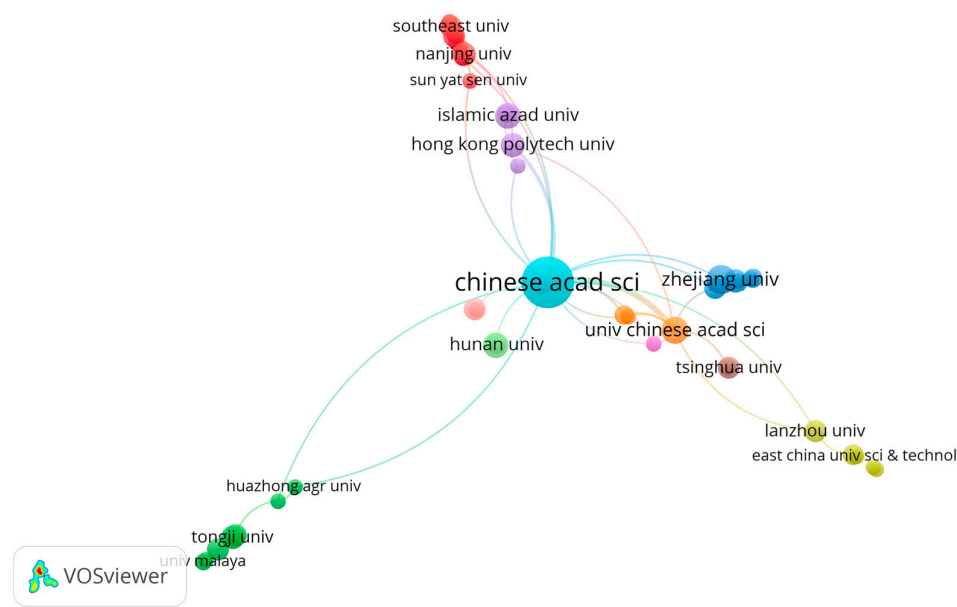 southeast univ
nanjing univ
sun yat sen univ
islamic azad univ
hong kong polytech univ
chinese acad sci
zhejiang univ
univ chinese acad sci
hunan univ
tsinghua univ
lanzhou univ
east china univ sci & technol
huazhong agr univ
tongji univ
univ malaya
VOSviewer